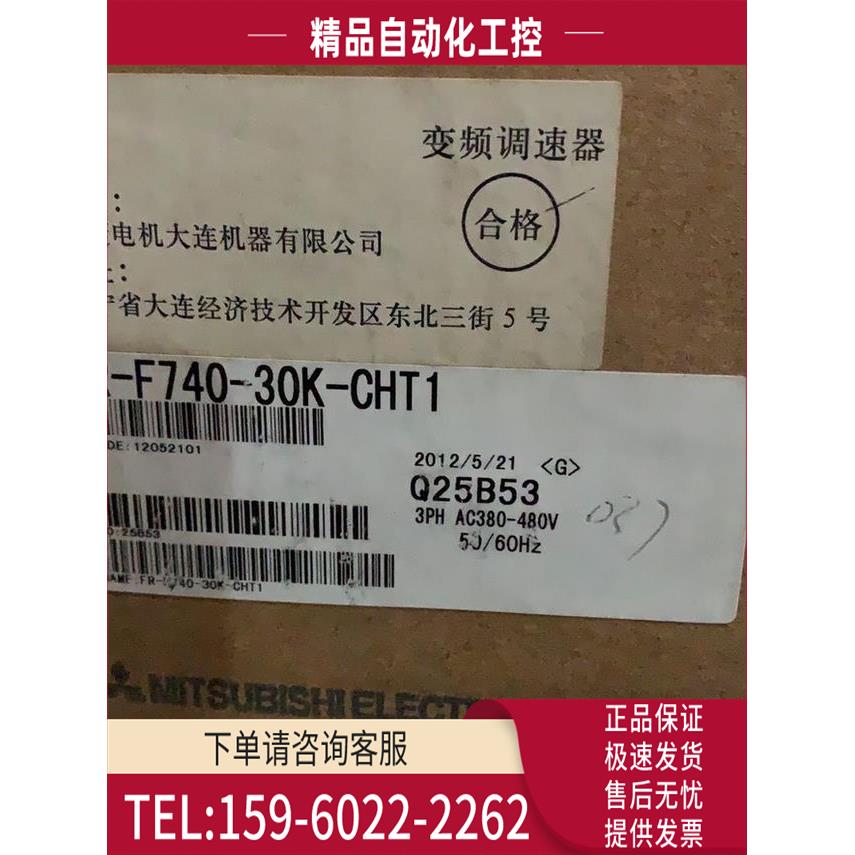 精品自动化工控
变频调速器
合格
:
电机大连机器有限公司
:
省大连经济技术开发区东北三街 5 号
-F740-30K-CHT1
DE:12052101
2012/5/21 <G>
Q25B53
3PH AC380-480V
50/60Hz
:25B53
AME:FR-F740-30K-CHT1
MITSUBISHI ELECT
下单请咨询客服
TEL:159-6022-2262
正品保证
极速发货
售后无忧
提供发票